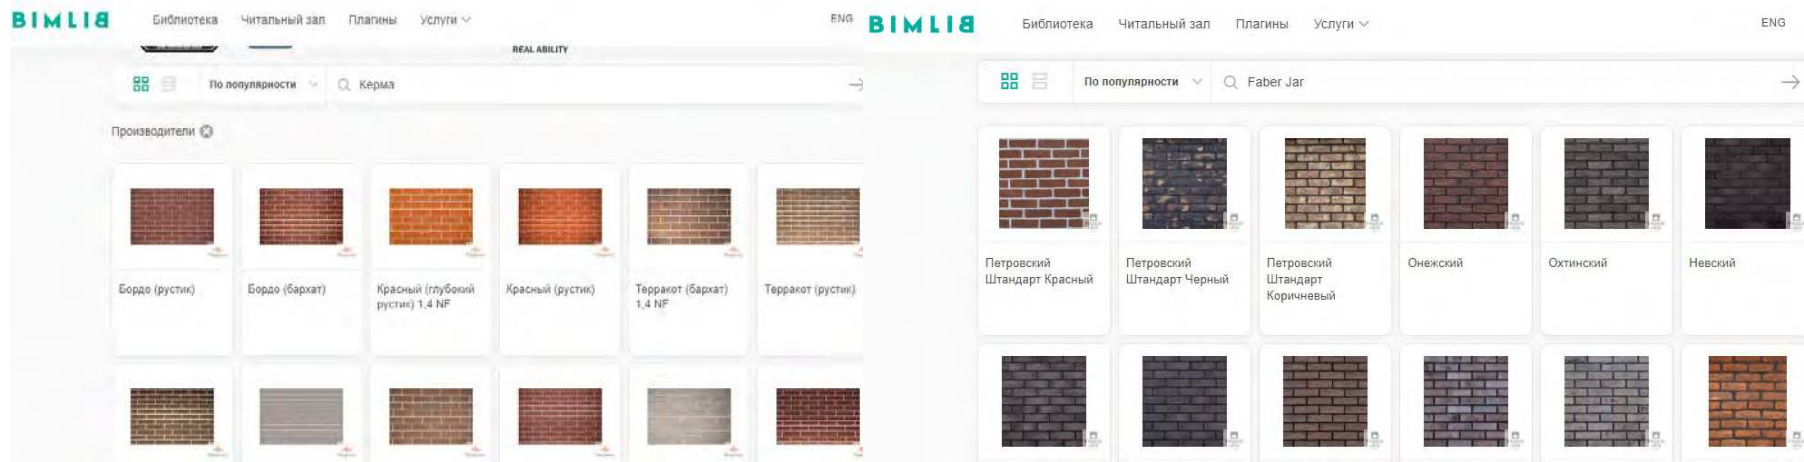 BIMLIB
Библиотека
Читальный зал
Плагины
Услуги
ENG
REAL ABILITY
По популярности
Керма
Производители
Бордо (рустик)
Бордо (бархат)
Красный (глубокий
рустик) 1,4 NF
Красный (рустик)
Терракот (бархат)
1,4 NF
Терракот (рустик)
BIMLIB
Библиотека
Читальный зал
Плагины
Услуги
ENG
По популярности
Faber Jar
Петровский
Штандарт Красный
Петровский
Штандарт Черный
Петровский
Штандарт
Коричневый
Онежский
Охтинский
Невский